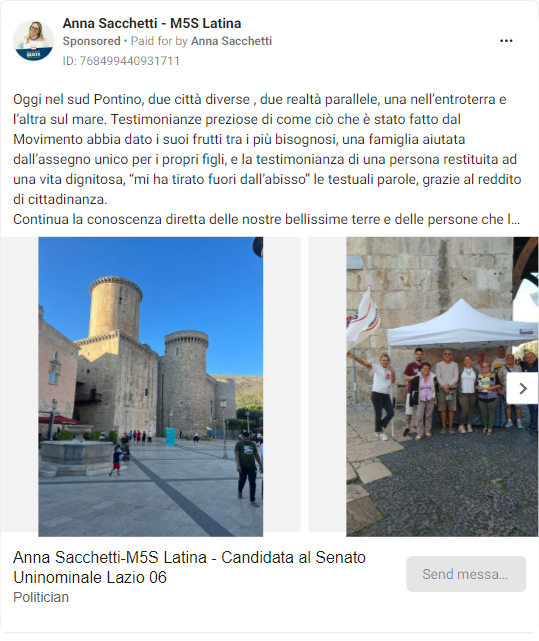 Anna Sacchetti - M5S Latina
Sponsored • Paid for by Anna Sacchetti
ID: 768499440931711
Oggi nel sud Pontino, due città diverse , due realtà parallele, una nell'entroterra e
l'altra sul mare. Testimonianze preziose di come ciò che è stato fatto dal
Movimento abbia dato i suoi frutti tra i più bisognosi, una famiglia aiutata
dall'assegno unico per i propri figli, e la testimonianza di una persona restituita ad
una vita dignitosa, “mi ha tirato fuori dall'abisso” le testuali parole, grazie al reddito
di cittadinanza.
Continua la conoscenza diretta delle nostre bellissime terre e delle persone che l...
Anna Sacchetti-M5S Latina - Candidata al Senato
Uninominale Lazio 06
Politician
Send messa...